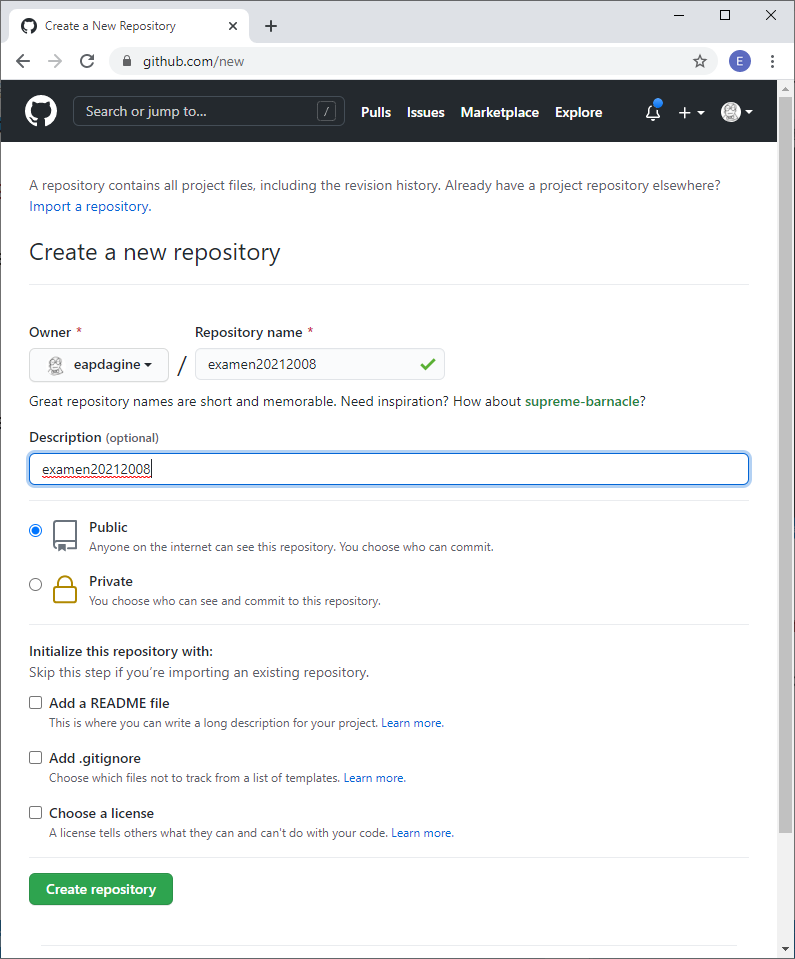 Create a New Repository
github.com/new
E
Search or jump to... /
Pulls Issues Marketplace Explore
A repository contains all project files, including the revision history. Already have a project repository elsewhere?
Import a repository.
Create a new repository
Owner * Repository name *
eapdagine / examen20212008
Great repository names are short and memorable. Need inspiration? How about supreme-barnacle?
Description (optional)
examen20212008
Public
Anyone on the internet can see this repository. You choose who can commit.
Private
You choose who can see and commit to this repository.
Initialize this repository with:
Skip this step if you’re importing an existing repository.
Add a README file
This is where you can write a long description for your project. Learn more.
Add .gitignore
Choose which files not to track from a list of templates. Learn more.
Choose a license
A license tells others what they can and can't do with your code. Learn more.
Create repository